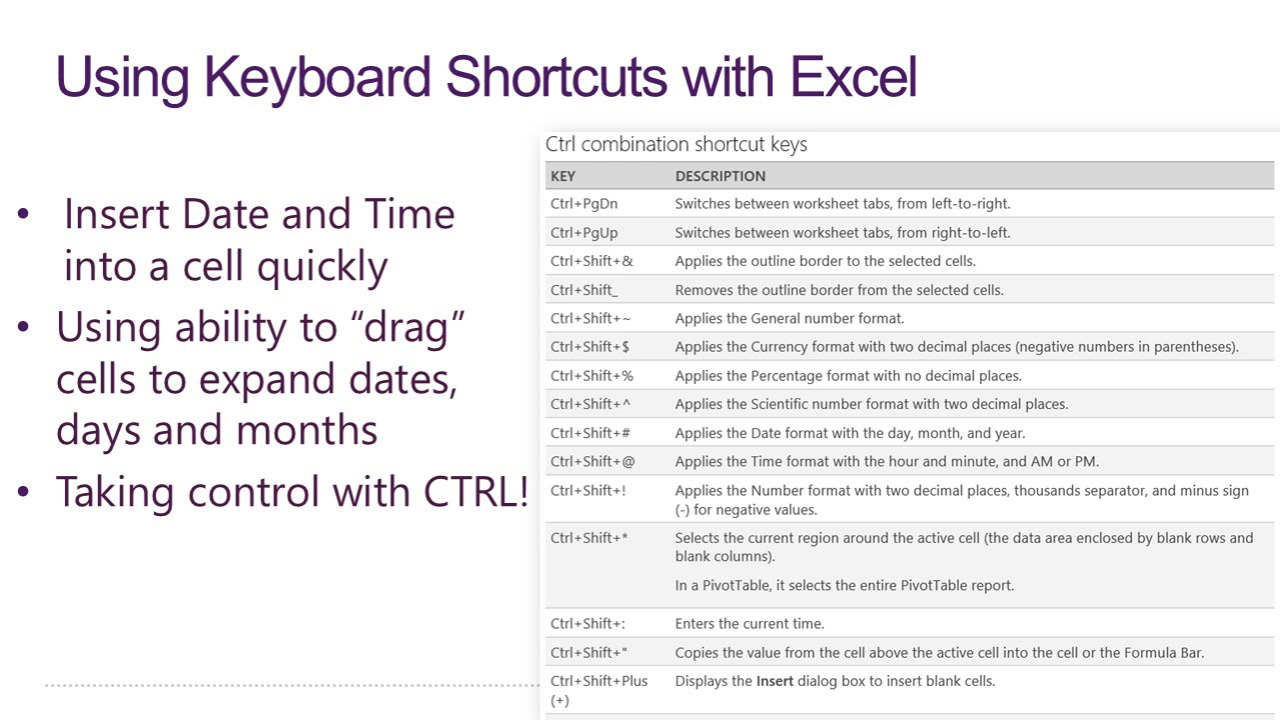 Using Keyboard Shortcuts with Excel
• Insert Date and Time
into a cell quickly
• Using ability to “drag”
cells to expand dates,
days and months
• Taking control with CTRL!
Ctrl combination shortcut keys
KEY DESCRIPTION
Ctrl+PgDn Switches between worksheet tabs, from left-to-right.
Ctrl+PgUp Switches between worksheet tabs, from right-to-left.
Ctrl+Shift+& Applies the outline border to the selected cells.
Ctrl+Shift_ Removes the outline border from the selected cells.
Ctrl+Shift+~ Applies the General number format.
Ctrl+Shift+$ Applies the Currency format with two decimal places (negative numbers in parentheses).
Ctrl+Shift+% Applies the Percentage format with no decimal places.
Ctrl+Shift+^ Applies the Scientific number format with two decimal places.
Ctrl+Shift+# Applies the Date format with the day, month, and year.
Ctrl+Shift+@ Applies the Time format with the hour and minute, and AM or PM.
Ctrl+Shift+! Applies the Number format with two decimal places, thousands separator, and minus sign
(-) for negative values.
Ctrl+Shift+* Selects the current region around the active cell (the data area enclosed by blank rows and
blank columns).
In a PivotTable, it selects the entire PivotTable report.
Ctrl+Shift+: Enters the current time.
Ctrl+Shift+" Copies the value from the cell above the active cell into the cell or the Formula Bar.
Ctrl+Shift+Plus Displays the Insert dialog box to insert blank cells.
(+)